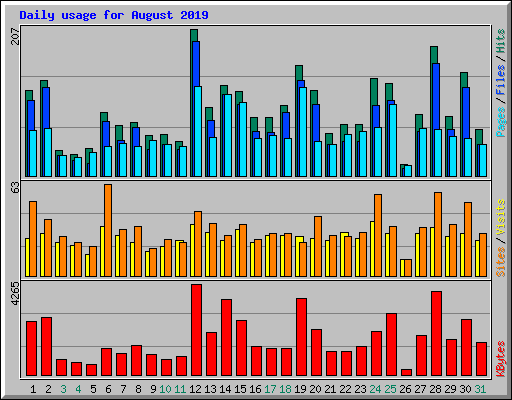 Daily usage for August 2019
207
Pages / Files / Hits
63
Sites / Visits
4265
KBytes
1 2 3 4 5 6 7 8 9 10 11 12 13 14 15 16 17 18 19 20 21 22 23 24 25 26 27 28 29 30 31